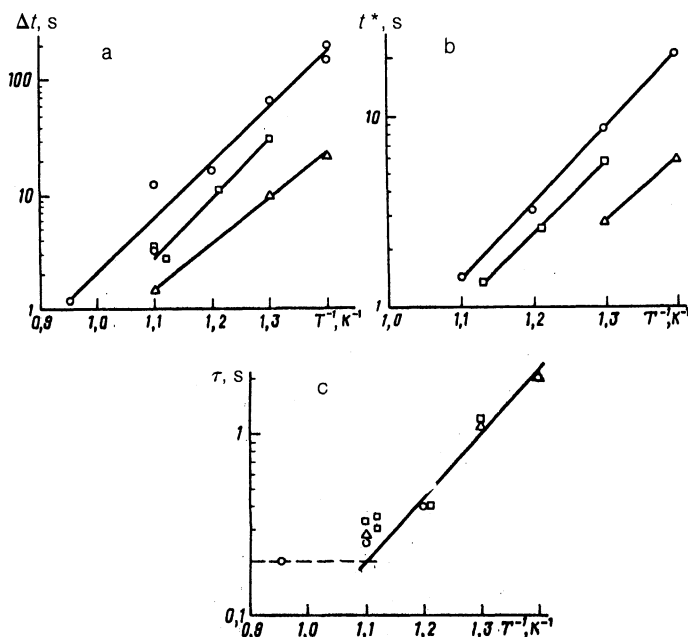 Δt, s
a
100
10
1
0,8 1,0 1,1 1,2 1,3 T⁻¹, K⁻¹
t*, s
b
10
1
1,0 1,1 1,2 1,3 T⁻¹, K⁻¹
τ, s
c
1
0,1
0,8 1,0 1,1 1,2 1,3 T⁻¹, K⁻¹